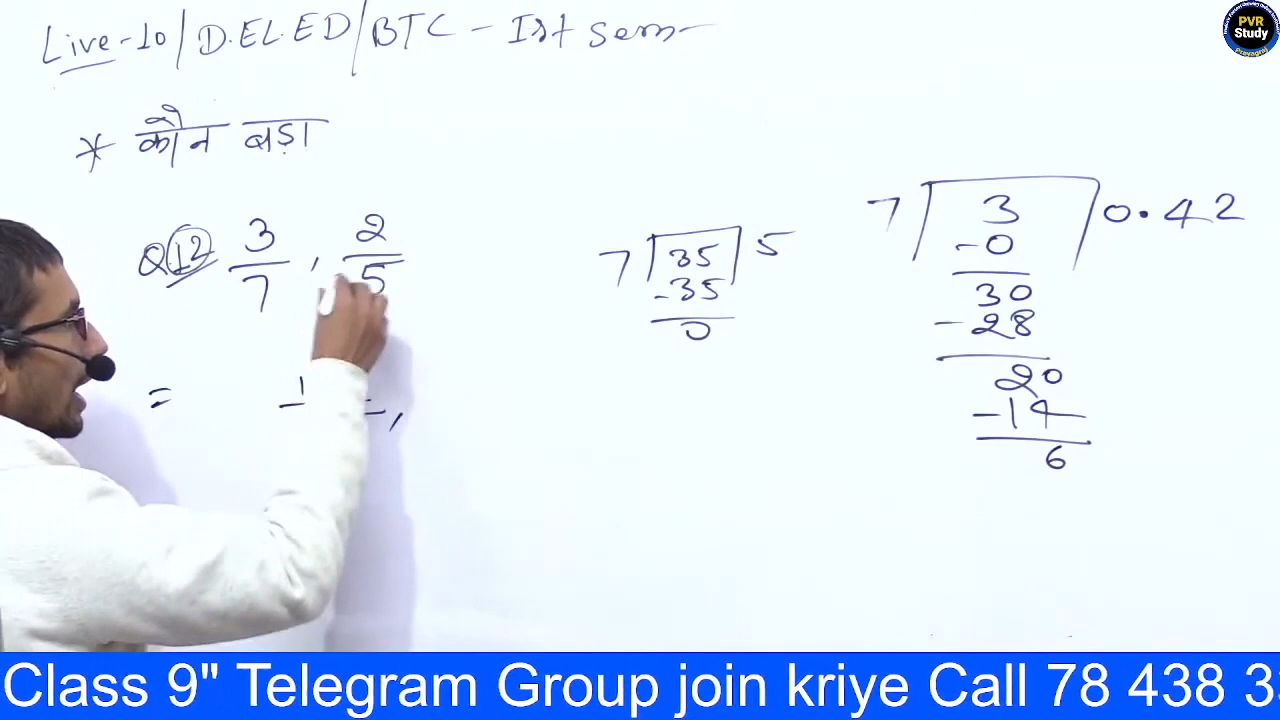 Live-10/D.EL.ED/BTC - Ist Sem
PVR
Study
Prayagraj
* कौन बड़ा
Q12 3/7 , 2/5
=
,
7 35 5
-35
0
7 3 0.42
-0
30
-28
20
-14
6
Class 9" Telegram Group join kriye Call 78 438 3